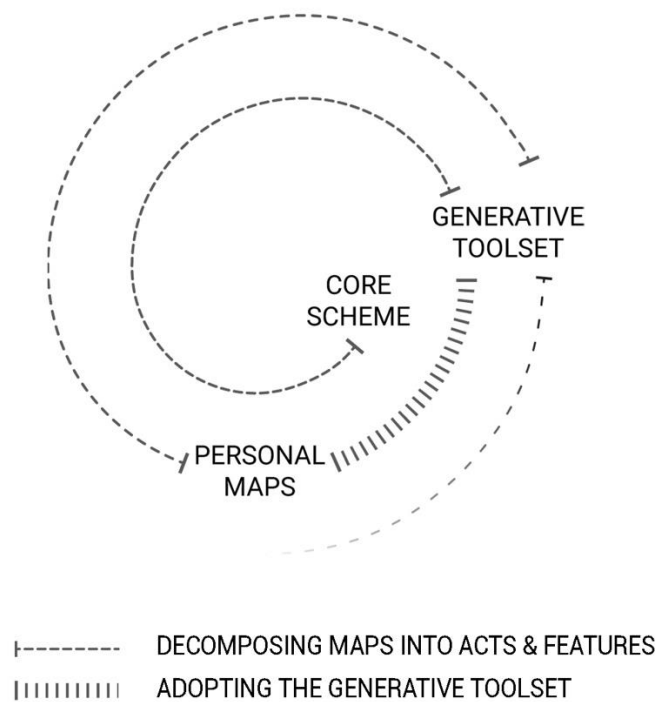 GENERATIVE
TOOLSET
CORE
SCHEME
PERSONAL
MAPS
DECOMPOSING MAPS INTO ACTS & FEATURES
ADOPTING THE GENERATIVE TOOLSET